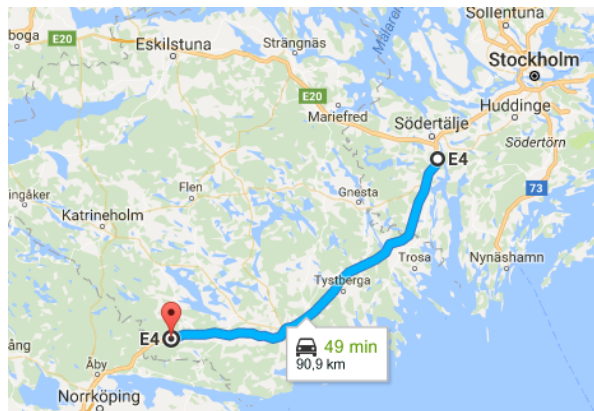 Sollentuna
boga
E20
Eskilstuna
Strängnäs
Mälaren
Stockholm
E20
Mariefred
Huddinge
Södertälje
Södertörn
E4
ingåker
Flen
Gnesta
73
Katrineholm
Trosa
Nynäshamn
Tystberga
E4
49 min
90,9 km
ång
Åby
Norrköping